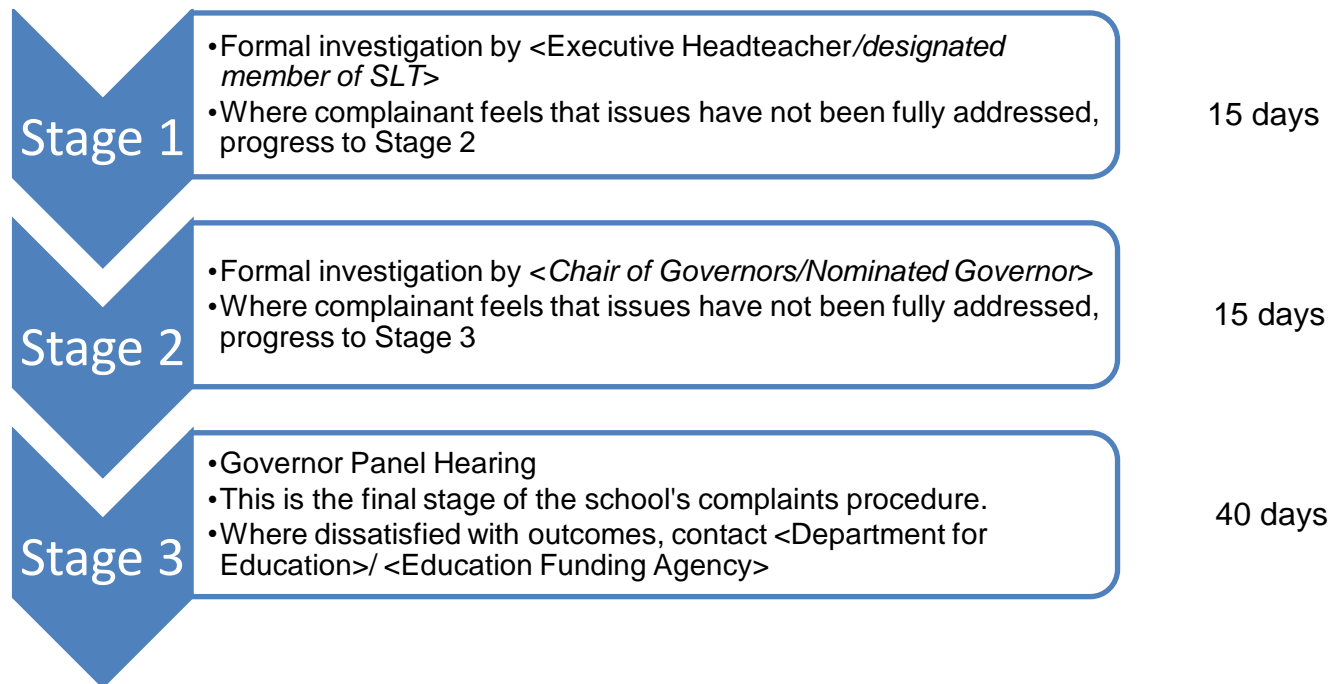 Stage 1
•Formal investigation by <Executive Headteacher/designated
member of SLT>
•Where complainant feels that issues have not been fully addressed,
progress to Stage 2
15 days
Stage 2
•Formal investigation by <Chair of Governors/Nominated Governor>
•Where complainant feels that issues have not been fully addressed,
progress to Stage 3
15 days
Stage 3
•Governor Panel Hearing
•This is the final stage of the school's complaints procedure.
•Where dissatisfied with outcomes, contact <Department for
Education>/ <Education Funding Agency>
40 days